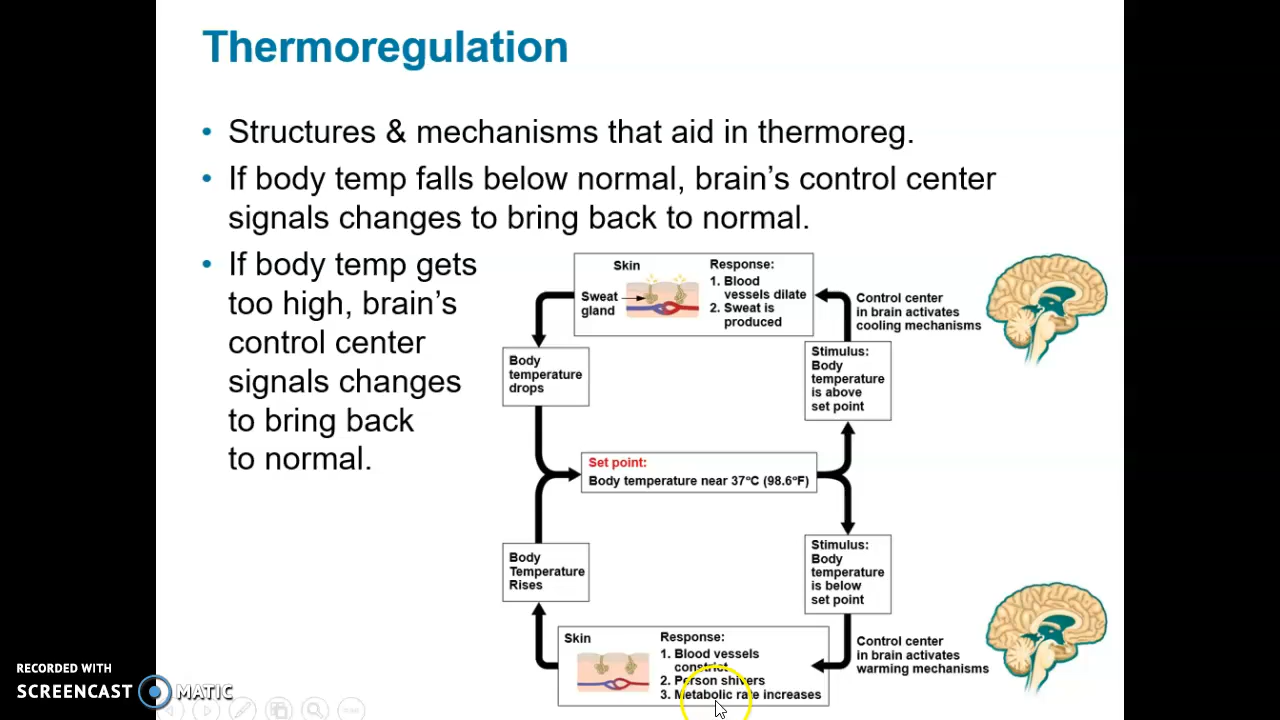 Thermoregulation
• Structures & mechanisms that aid in thermoreg.
• If body temp falls below normal, brain's control center
signals changes to bring back to normal.
• If body temp gets
too high, brain's
control center
signals changes
to bring back
to normal.
Skin
Sweat
gland
Response:
1. Blood
vessels dilate
2. Sweat is
produced
Control center
in brain activates
cooling mechanisms
Body
temperature
drops
Stimulus:
Body
temperature
is above
set point
Set point:
Body temperature near 37°C (98.6°F)
Body
Temperature
Rises
Stimulus:
Body
temperature
is below
set point
Skin
Response:
1. Blood vessels
constrict
2. Person shivers
3. Metabolic rate increases
Control center
in brain activates
warming mechanisms
RECORDED WITH
SCREENCAST MATIC